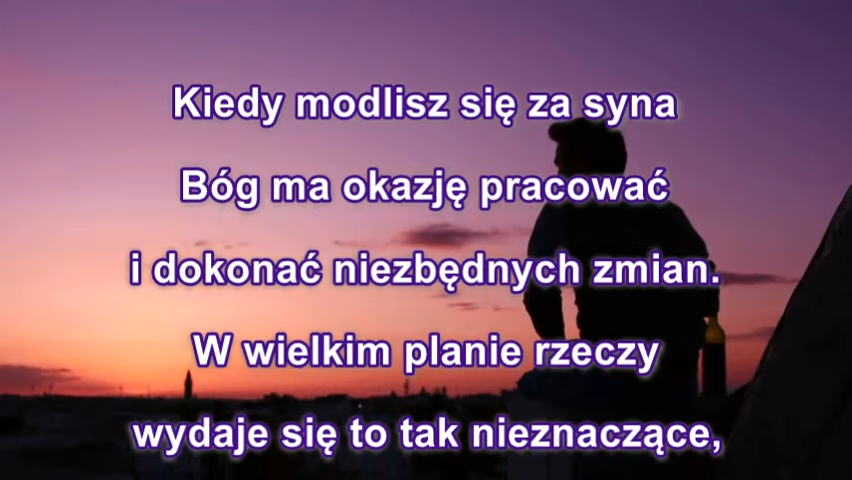 Kiedy modlisz się za syna
Bóg ma okazję pracować
i dokonać niezbędnych zmian.
W wielkim planie rzeczy
wydaje się to tak nieznaczące,